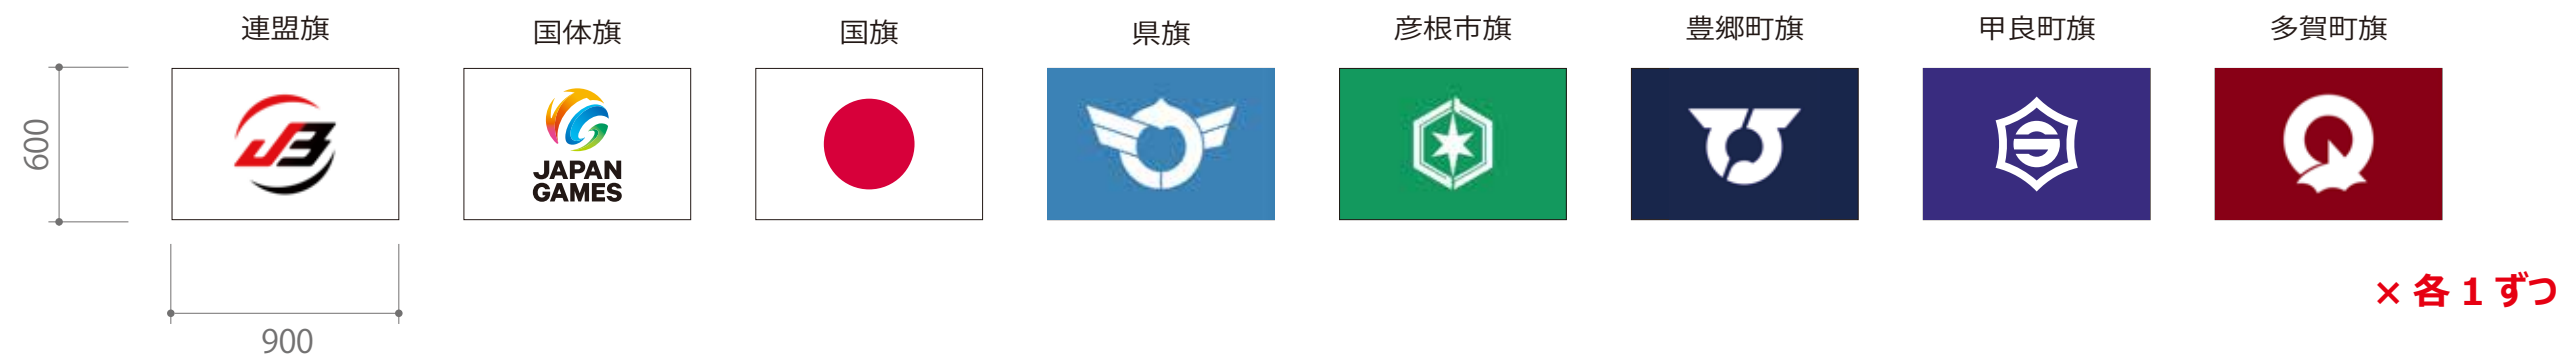 連盟旗
国体旗
国旗
県旗
彦根市旗
豊郷町旗
甲良町旗
多賀町旗
600
JB
JAPAN
GAMES
×各1ずつ
900